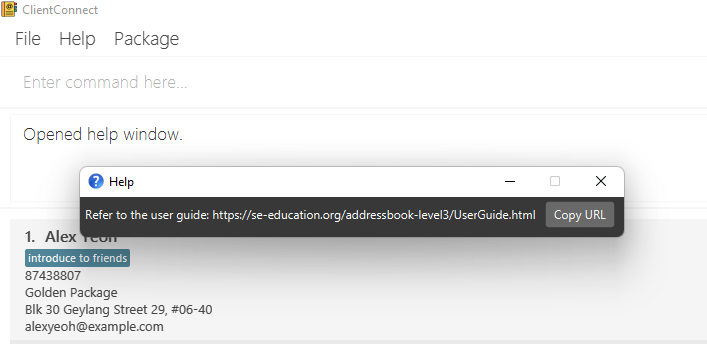 ClientConnect
File Help Package
Enter command here...
Opened help window.
Help
Refer to the user guide: https://se-education.org/addressbook-level3/UserGuide.html Copy URL
1. Alex Yeoh
introduce to friends
87438807
Golden Package
Blk 30 Geylang Street 29, #06-40
alexyeoh@example.com